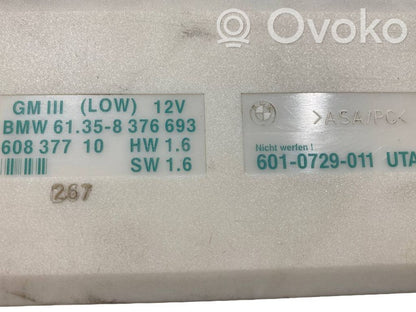 Ovoko
GM III (LOW) 12V
BMW 61.35-8 376 693
608 377 10 HW 1.6
SW 1.6
267
>ASA/PC<
Nicht werfen !
601-0729-011 UTA